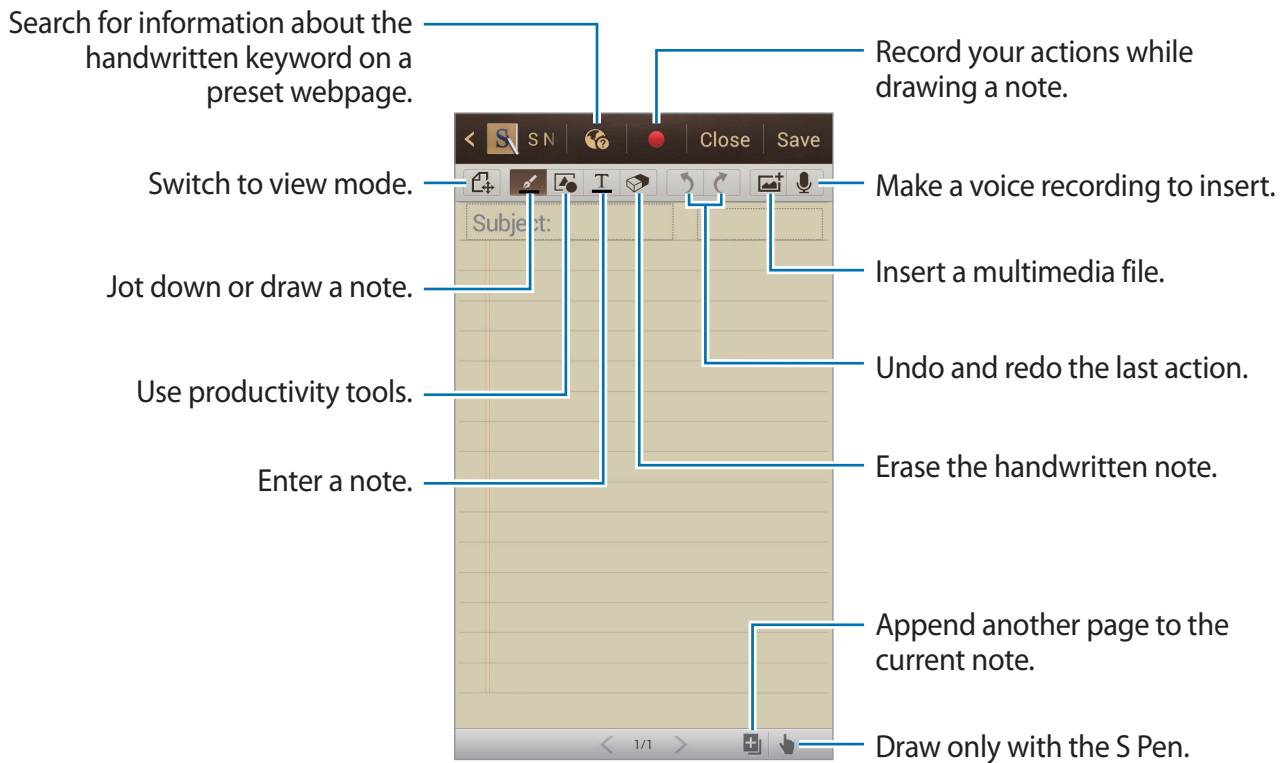 Search for information about the
handwritten keyword on a
preset webpage.
Record your actions while
drawing a note.
S S N Close Save
Switch to view mode.
T
Make a voice recording to insert.
Subject:
Jot down or draw a note.
Insert a multimedia file.
Use productivity tools.
Undo and redo the last action.
Enter a note.
Erase the handwritten note.
Append another page to the
current note.
1/1
Draw only with the S Pen.